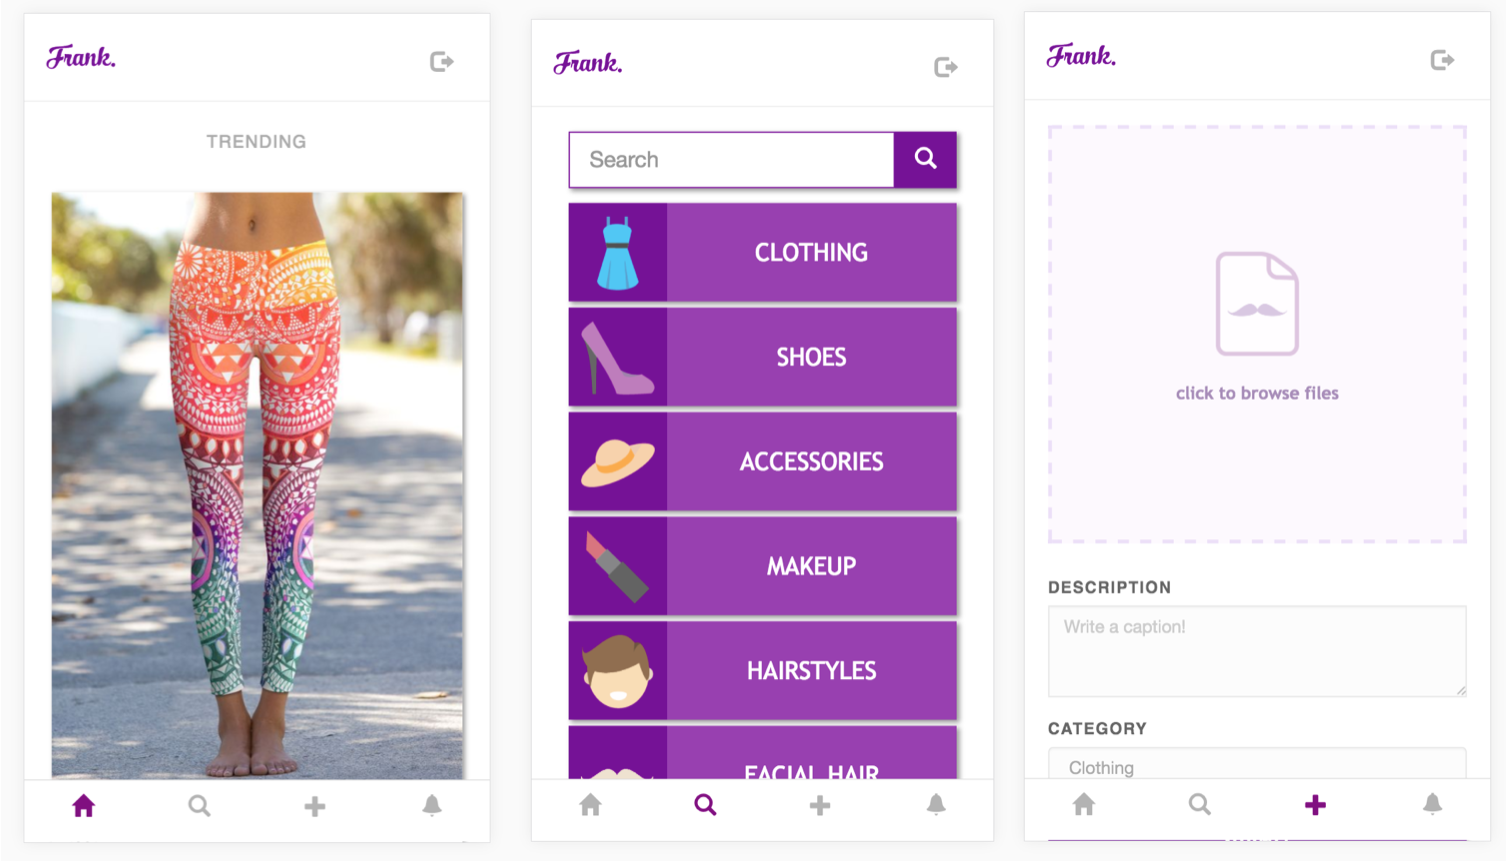 Frank.
TRENDING
Frank.
Search
CLOTHING
SHOES
ACCESSORIES
MAKEUP
HAIRSTYLES
FACIAL HAIR
Frank.
click to browse files
DESCRIPTION
Write a caption!
CATEGORY
Clothing